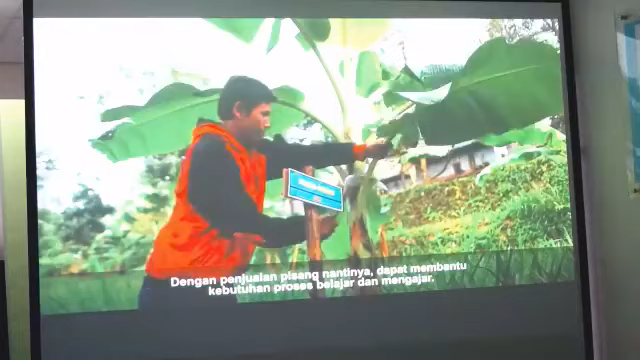 Dengan penjualan pisang nantinya, dapat membantu
kebutuhan proses belajar dan mengajar.